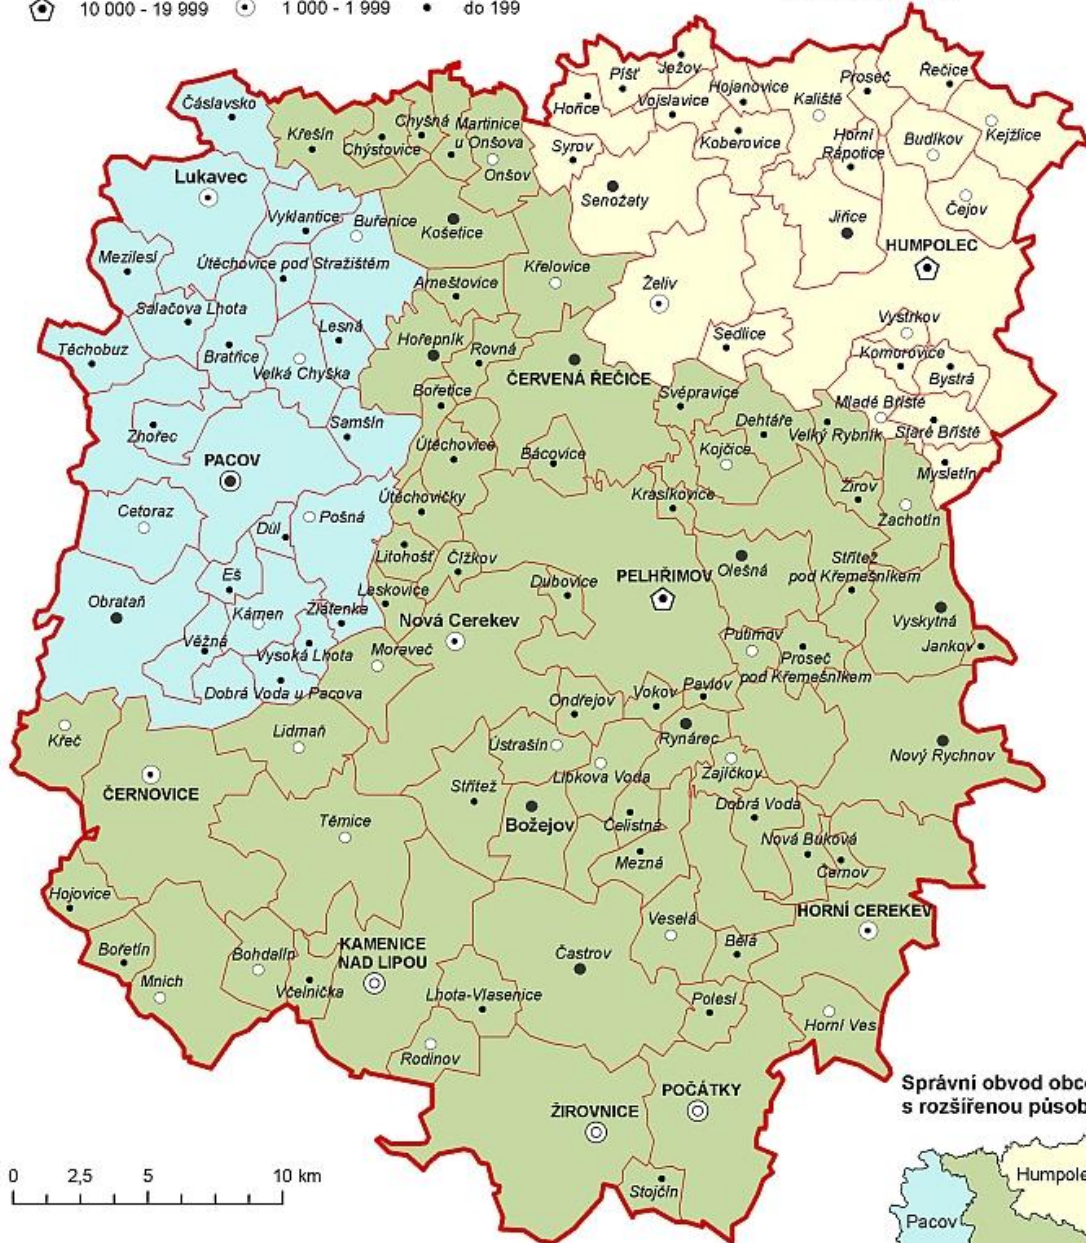 10 000 - 19 999 1 000 - 1 999 do 199
Píšť
Ježov
Hořice
Vojslavice
Hojanovice
Proseč
Řečice
Kaliště
Čáslavsko
Křešín
Chyšná
Chýstovice
Martinice
u Onšova
Onšov
Syrov
Koberovice
Horní
Rápotice
Budíkov
Kejžlice
Lukavec
Senožaty
Čejov
Vyklantice
Buřenice
Košetice
Jiřice
HUMPOLEC
Mezilesí
Útěchovice pod Stražištěm
Arneštovice
Křelovice
Želiv
Salačova Lhota
Lesná
Hořepník
Rovná
Sedlice
Vystrkov
Těchobuz
Bratřice
Velká Chyška
ČERVENÁ ŘEČICE
Komorovice
Bystrá
Bořetice
Svépravice
Mladé Bříště
Zhořec
Samšín
Dehtáře
Velký Rybník
Staré Bříště
Útěchovice
Bácovice
Kojčice
PACOV
Mysletín
Útěchovičky
Krasíkovice
Žirov
Zachotín
Cetoraz
Důl
Pošná
Litohošť
Čížkov
Olešná
Střítež
pod Křemešníkem
Eš
Leskovice
Dubovice
PELHŘIMOV
Obrataň
Kámen
Zlátenka
Nová Cerekev
Vyskytná
Věžná
Vysoká Lhota
Moraveč
Putimov
Proseč
pod Křemešníkem
Jankov
Dobrá Voda u Pacova
Ondřejov
Vokov
Pavlov
Křeč
Lidmaň
Ústrašín
Rynárec
Nový Rychnov
Libkova Voda
Zajíčkov
ČERNOVICE
Střítež
Božejov
Čelistná
Dobrá Voda
Těmice
Mezná
Nová Buková
Černov
Hojovice
Veselá
HORNÍ CEREKEV
Bořetín
Bohdalín
KAMENICE
NAD LIPOU
Bělá
Mnich
Včelnička
Častrov
Lhota-Vlasenice
Polesí
Horní Ves
Rodinov
Správní obvod obc
s rozšířenou působ
ŽIROVNICE
POČÁTKY
Stojčín
0 2,5 5 10 km
Humpole
Pacov